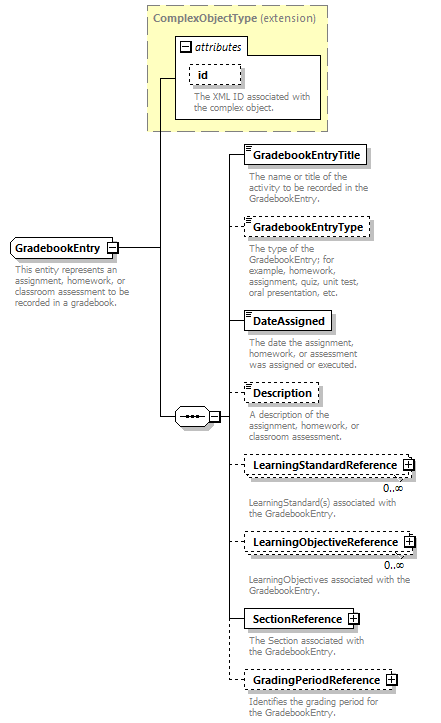 ComplexObjectType (extension)
attributes
id
The XML ID associated with
the complex object.
GradebookEntry
This entity represents an
assignment, homework, or
classroom assessment to be
recorded in a gradebook.
GradebookEntryTitle
The name or title of the
activity to be recorded in the
GradebookEntry.
GradebookEntryType
The type of the
GradebookEntry; for
example, homework,
assignment, quiz, unit test,
oral presentation, etc.
DateAssigned
The date the assignment,
homework, or assessment
was assigned or executed.
Description
A description of the
assignment, homework, or
classroom assessment.
LearningStandardReference
0..∞
LearningStandard(s) associated with
the GradebookEntry.
LearningObjectiveReference
0..∞
LearningObjectives associated with the
GradebookEntry.
SectionReference
The Section associated with
the GradebookEntry.
GradingPeriodReference
Identifies the grading period for
the GradebookEntry.